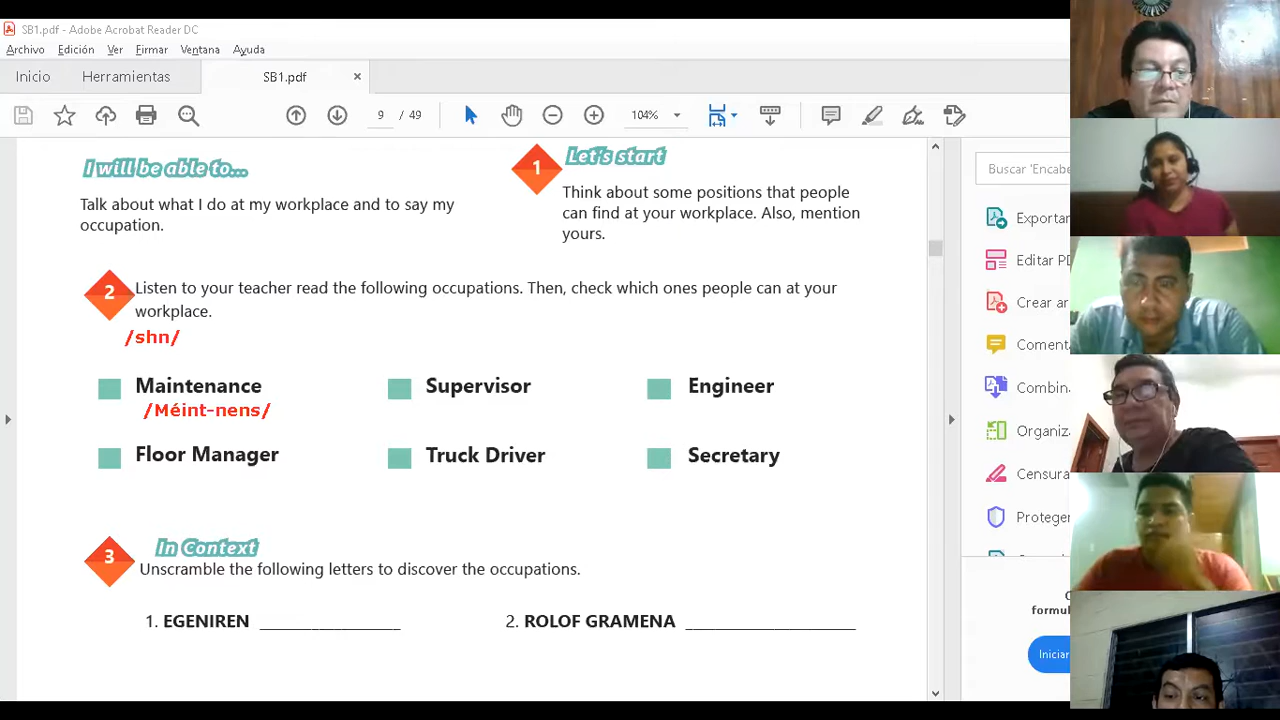 SB1.pdf - Adobe Acrobat Reader DC
Archivo Edición Ver Firmar Ventana Ayuda
Inicio Herramientas SB1.pdf ×
9 / 49 104%
I will be able to...
Talk about what I do at my workplace and to say my
occupation.
1 Let's start
Think about some positions that people
can find at your workplace. Also, mention
yours.
2 Listen to your teacher read the following occupations. Then, check which ones people can at your
workplace.
/shn/
Maintenance Supervisor Engineer
/Méint-nens/
Floor Manager Truck Driver Secretary
3 In Context
Unscramble the following letters to discover the occupations.
1. EGENIREN ________________ 2. ROLOF GRAMENA ___________________
Buscar 'Encabe
Exportar
Editar PD
Crear ar
Comenta
Combina
Organiz
Censura
Proteger
formu
Iniciar